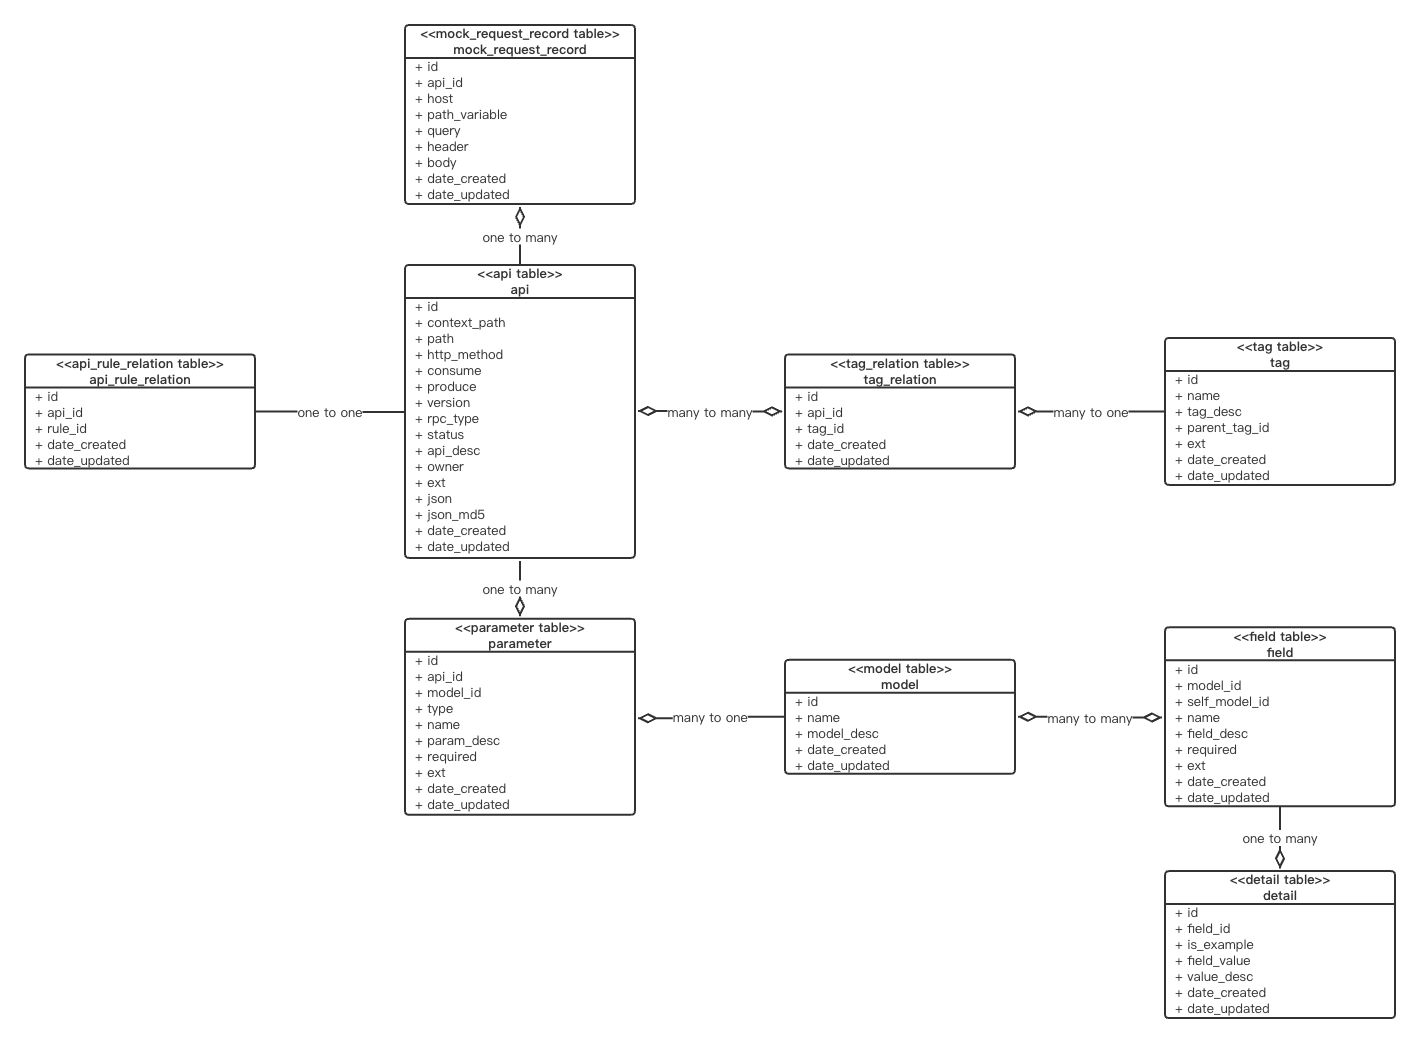 <<mock_request_record table>>
mock_request_record
+ id
+ api_id
+ host
+ path_variable
+ query
+ header
+ body
+ date_created
+ date_updated
one to many
<<api table>>
api
+ id
+ context_path
+ path
+ http_method
+ consume
+ produce
+ version
+ rpc_type
+ status
+ api_desc
+ owner
+ ext
+ json
+ json_md5
+ date_created
+ date_updated
<<api_rule_relation table>>
api_rule_relation
+ id
+ api_id
+ rule_id
+ date_created
+ date_updated
one to one
many to many
<<tag_relation table>>
tag_relation
+ id
+ api_id
+ tag_id
+ date_created
+ date_updated
many to one
<<tag table>>
tag
+ id
+ name
+ tag_desc
+ parent_tag_id
+ ext
+ date_created
+ date_updated
one to many
<<parameter table>>
parameter
+ id
+ api_id
+ model_id
+ type
+ name
+ param_desc
+ required
+ ext
+ date_created
+ date_updated
many to one
<<model table>>
model
+ id
+ name
+ model_desc
+ date_created
+ date_updated
many to many
<<field table>>
field
+ id
+ model_id
+ self_model_id
+ name
+ field_desc
+ required
+ ext
+ date_created
+ date_updated
one to many
<<detail table>>
detail
+ id
+ field_id
+ is_example
+ field_value
+ value_desc
+ date_created
+ date_updated